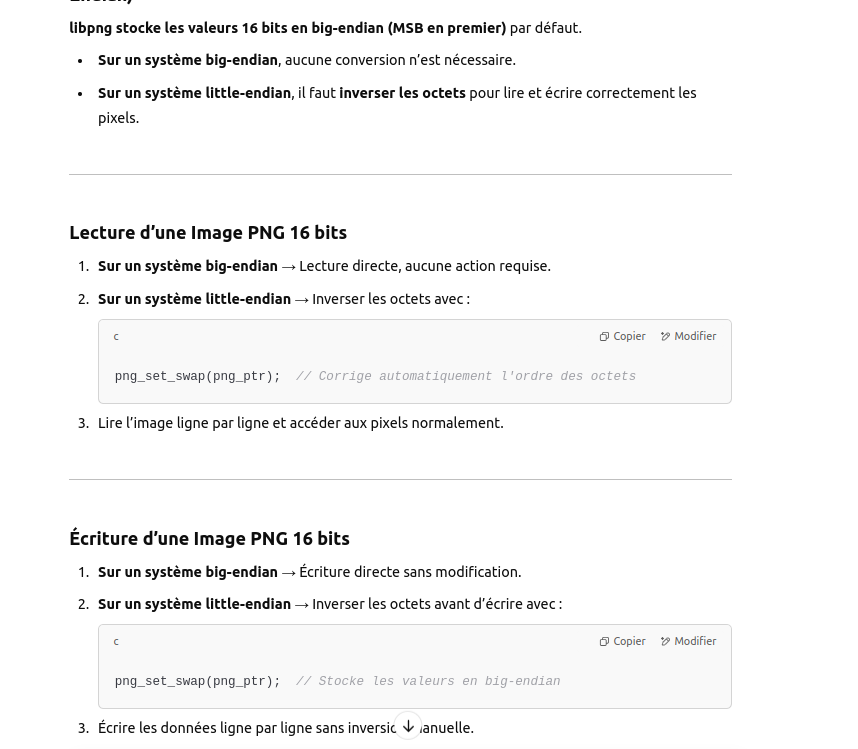 libpng stocke les valeurs 16 bits en big-endian (MSB en premier) par défaut.
• Sur un système big-endian, aucune conversion n’est nécessaire.
• Sur un système little-endian, il faut inverser les octets pour lire et écrire correctement les
pixels.
Lecture d’une Image PNG 16 bits
1. Sur un système big-endian → Lecture directe, aucune action requise.
2. Sur un système little-endian → Inverser les octets avec :
c Copier Modifier
png_set_swap(png_ptr); // Corrige automatiquement l'ordre des octets
3. Lire l’image ligne par ligne et accéder aux pixels normalement.
Écriture d’une Image PNG 16 bits
1. Sur un système big-endian → Écriture directe sans modification.
2. Sur un système little-endian → Inverser les octets avant d’écrire avec :
c Copier Modifier
png_set_swap(png_ptr); // Stocke les valeurs en big-endian
3. Écrire les données ligne par ligne sans